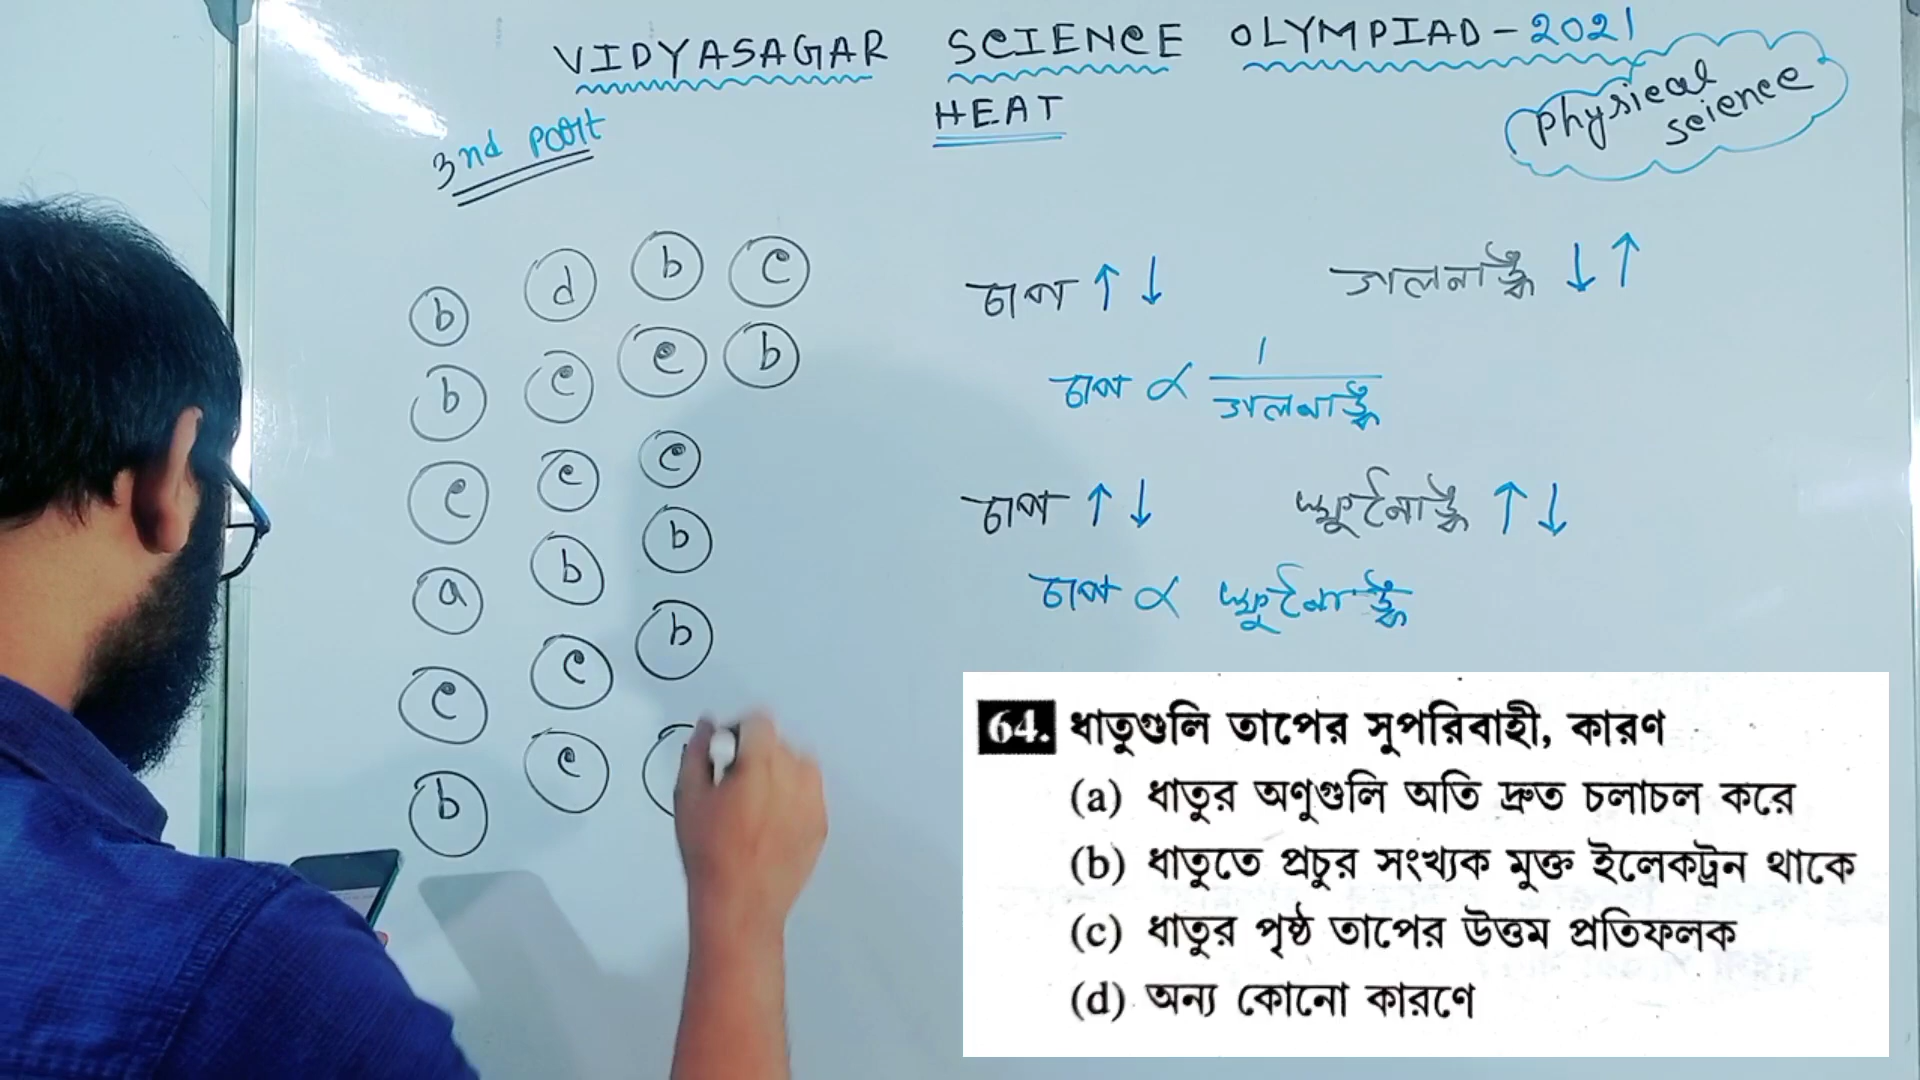 VIDYASAGAR SCIENCE OLYMPIAD - 2021
HEAT
Physical
science
3nd part
b d b c
b c c b
c c c
a b b
c c b
b c
চাপ ↑ ↓ গলনাঙ্ক ↓ ↑
চাপ ∝ 1/গলনাঙ্ক
চাপ ↑ ↓ স্ফুটনাঙ্ক ↑ ↓
চাপ ∝ স্ফুটনাঙ্ক
64. ধাতুগুলি তাপের সুপরিবাহী, কারণ
(a) ধাতুর অণুগুলি অতি দ্রুত চলাচল করে
(b) ধাতুতে প্রচুর সংখ্যক মুক্ত ইলেকট্রন থাকে
(c) ধাতুর পৃষ্ঠ তাপের উত্তম প্রতিফলক
(d) অন্য কোনো কারণে